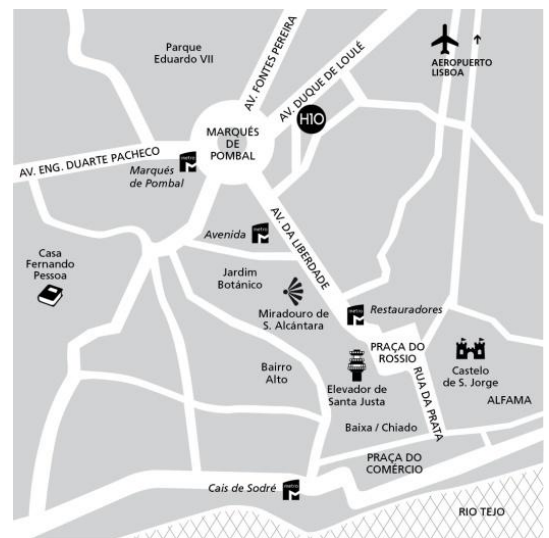 Parque
Eduardo VII
AV. FONTES PEREIRA
AV. DUQUE DE LOULÉ
AEROPUERTO
LISBOA
H10
MARQUÊS
DE
POMBAL
AV. ENG. DUARTE PACHECO
metro
Marqués
de Pombal
Avenida
metro
AV. DA LIBERDADE
Casa
Fernando
Pessoa
Jardim
Botánico
Miradouro de
S. Alcántara
metro
Restauradores
PRAÇA DO
ROSSIO
Castelo
de S. Jorge
Bairro
Alto
Elevador de
Santa Justa
RUA DA PRATA
ALFAMA
Baixa / Chiado
PRAÇA DO
COMÉRCIO
Cais de Sodré
metro
RIO TEJO